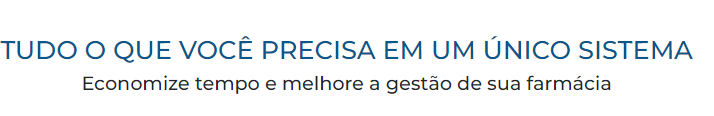 TUDO O QUE VOCÊ PRECISA EM UM ÚNICO SISTEMA
Economize tempo e melhore a gestão de sua farmácia